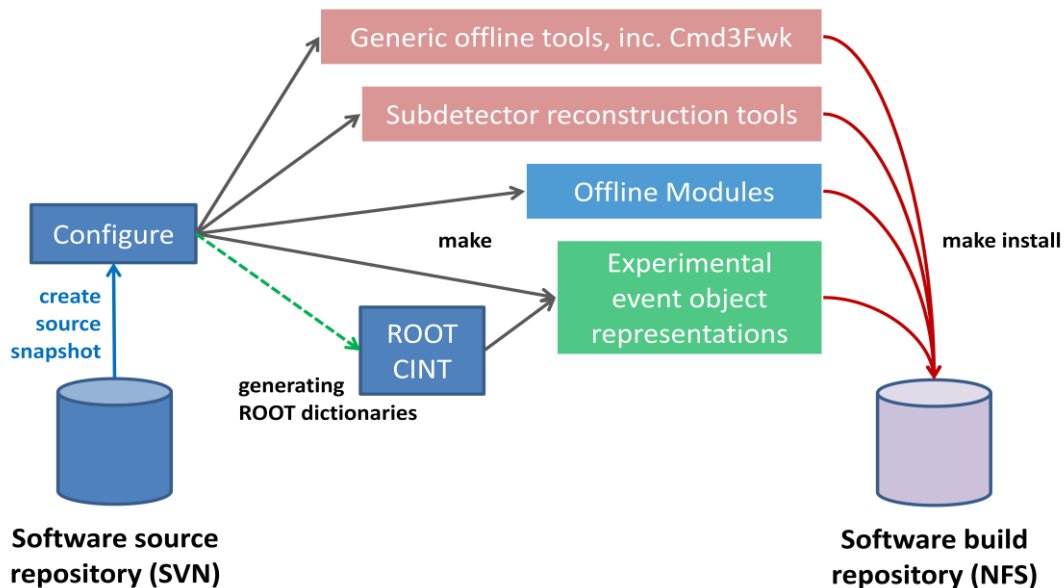 Generic offline tools, inc. Cmd3Fwk
Subdetector reconstruction tools
Offline Modules
Configure
make
make install
Experimental
event object
representations
create
source
snapshot
ROOT
CINT
generating
ROOT dictionaries
Software source
repository (SVN)
Software build
repository (NFS)